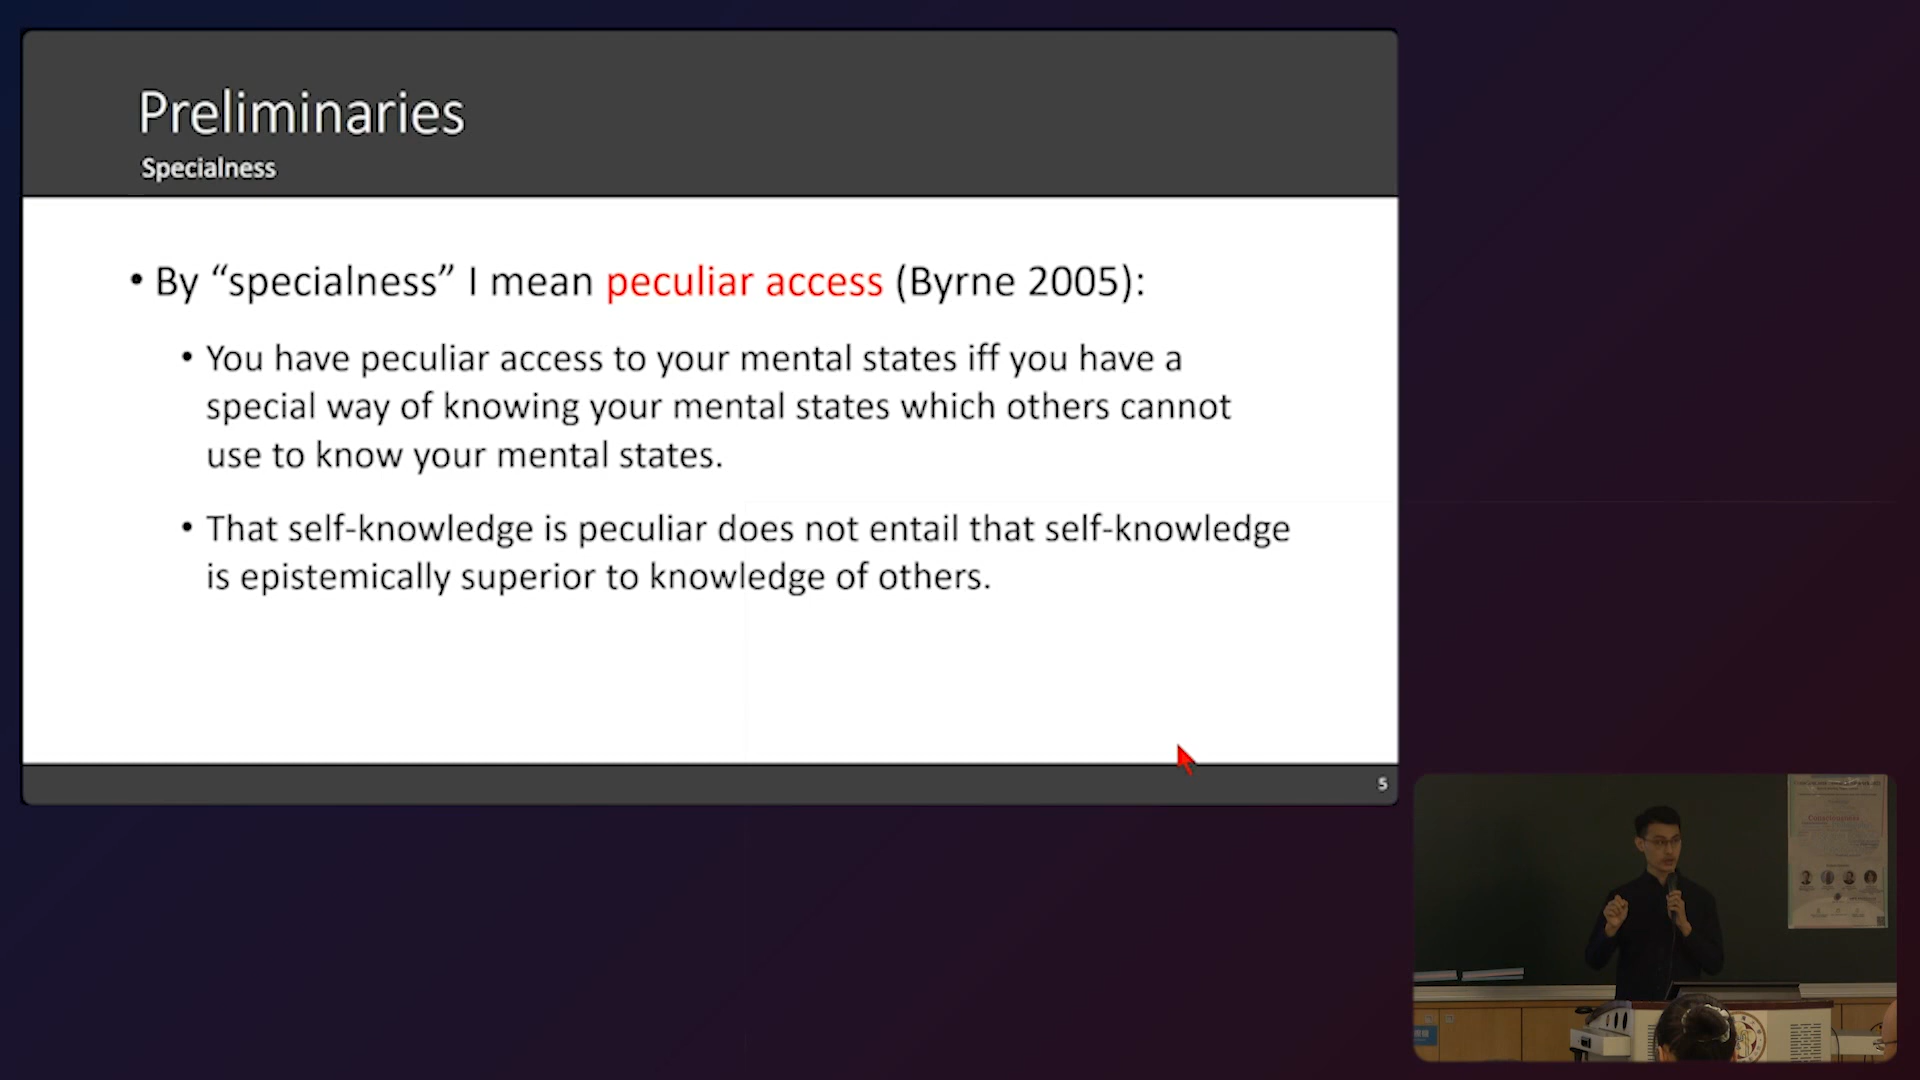 Preliminaries
Specialness
• By “specialness” I mean peculiar access (Byrne 2005):
• You have peculiar access to your mental states iff you have a
special way of knowing your mental states which others cannot
use to know your mental states.
• That self-knowledge is peculiar does not entail that self-knowledge
is epistemically superior to knowledge of others.
5
Consciousness